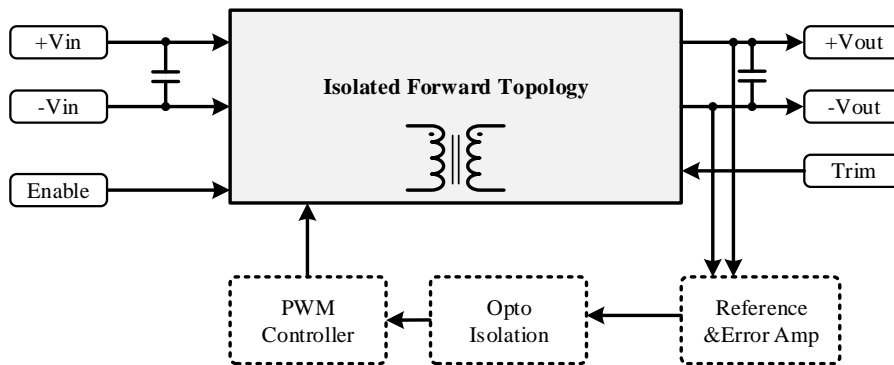 +Vin
+Vout
Isolated Forward Topology
-Vin
-Vout
Enable
Trim
PWM
Controller
Opto
Isolation
Reference
&Error Amp